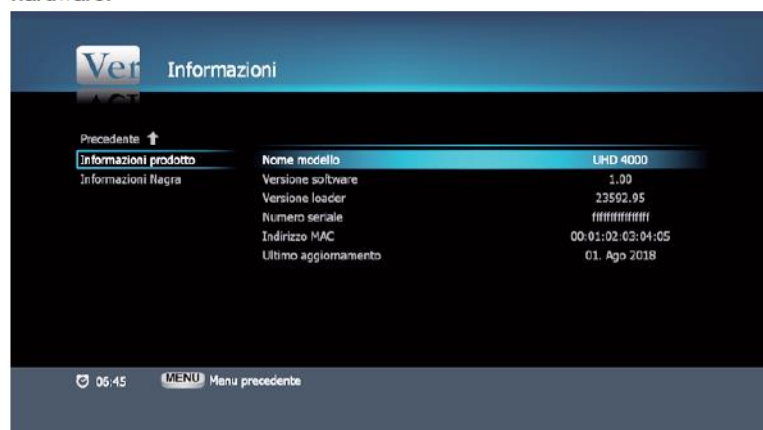 Ver Informazioni
Precedente ⬆
Informazioni prodotto Nome modello UHD 4000
Informazioni Nagra Versione software 1.00
Versione loader 23592.95
Numero seriale ffffffffffffffff
Indirizzo MAC 00:01:02:03:04:05
Ultimo aggiornamento 01. Ago 2018
06:45 MENU Menu precedente